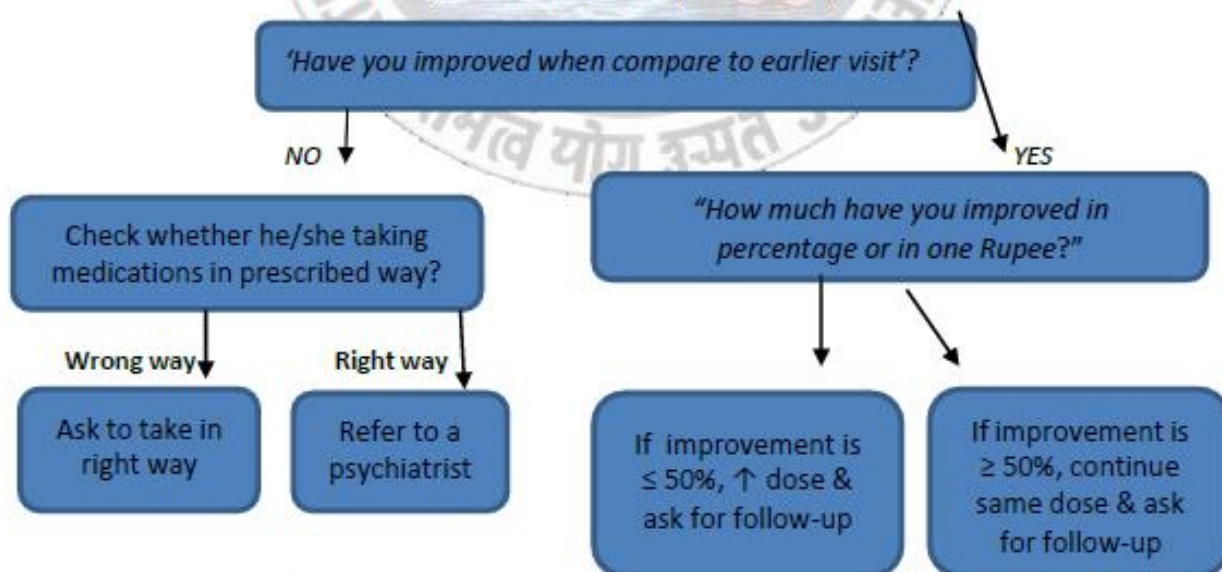 ‘Have you improved when compare to earlier visit’?
योग उच्यते
NO
YES
Check whether he/she taking
medications in prescribed way?
“How much have you improved in
percentage or in one Rupee?”
Wrong way
Right way
Ask to take in
right way
Refer to a
psychiatrist
If improvement is
≤ 50%, ↑ dose &
ask for follow-up
If improvement is
≥ 50%, continue
same dose & ask
for follow-up